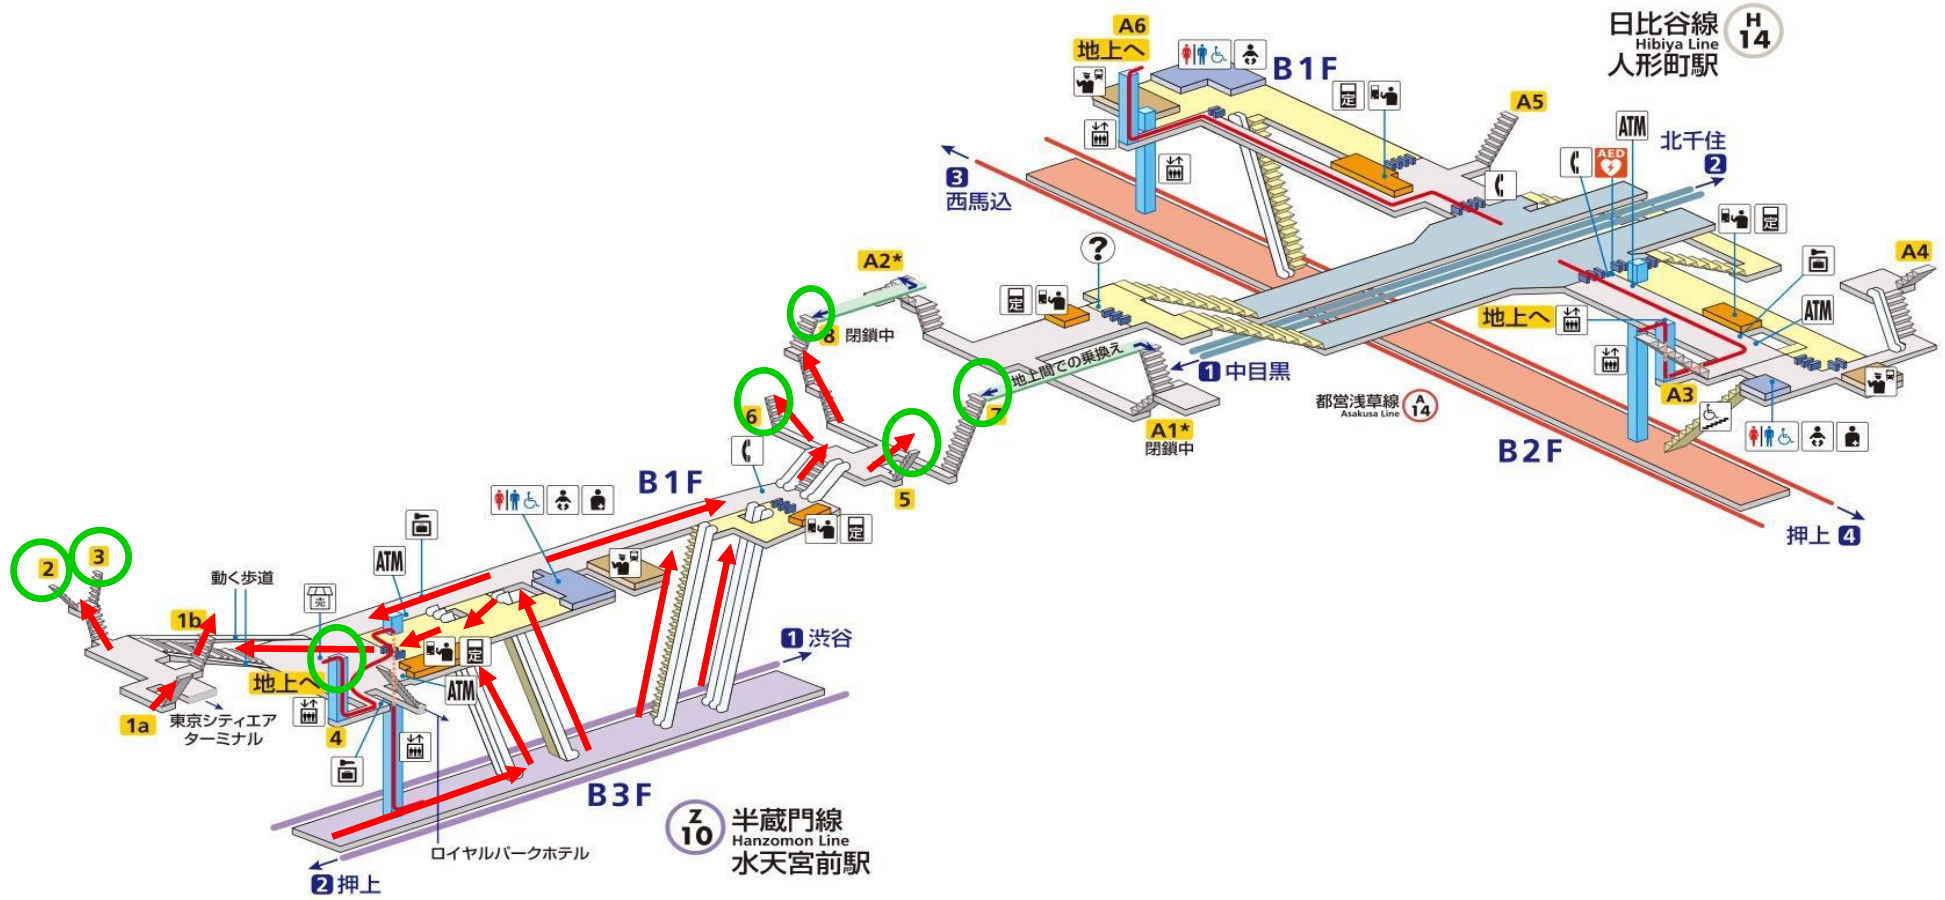 日比谷線
Hibiya Line
人形町駅
H
14
A6
地上へ
B1F
定
A5
ATM
北千住
2
AED
3
西馬込
定
A4
A2*
?
定
ATM
地上へ
8 閉鎖中
地上間での乗換え
1 中目黒
都営浅草線
Asakusa Line
A
14
A3
6
7
A1*
閉鎖中
B2F
B1F
5
定
押上 4
ATM
2
3
動く歩道
売
1b
定
1 渋谷
地上へ
ATM
1a
東京シティエア
ターミナル
4
B3F
Z
10
半蔵門線
Hanzomon Line
水天宮前駅
ロイヤルパークホテル
2 押上